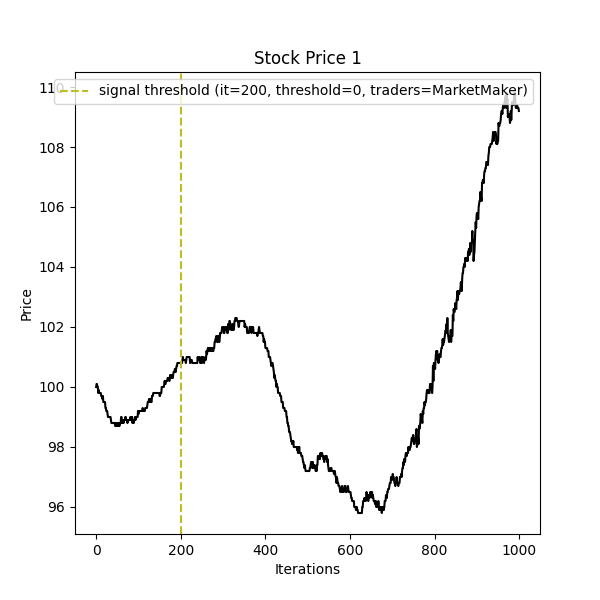 Stock Price 1
signal threshold (it=200, threshold=0, traders=MarketMaker)
110
108
106
104
102
100
98
96
Price
0 200 400 600 800 1000
Iterations